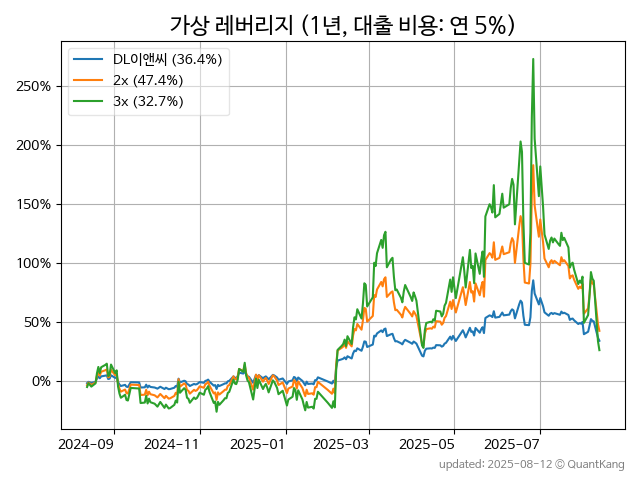 가상 레버리지 (1년, 대출 비용: 연 5%)
DL이앤씨 (36.4%)
2x (47.4%)
3x (32.7%)
250%
200%
150%
100%
50%
0%
2024-09
2024-11
2025-01
2025-03
2025-05
2025-07
updated: 2025-08-12 © QuantKang